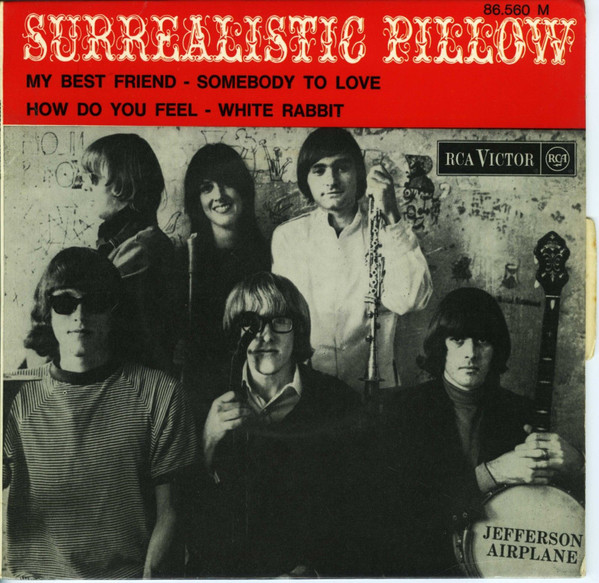 86.560 M
SURREALISTIC PILLOW
MY BEST FRIEND - SOMEBODY TO LOVE
HOW DO YOU FEEL - WHITE RABBIT
RCA VICTOR RCA
JEFFERSON
AIRPLANE